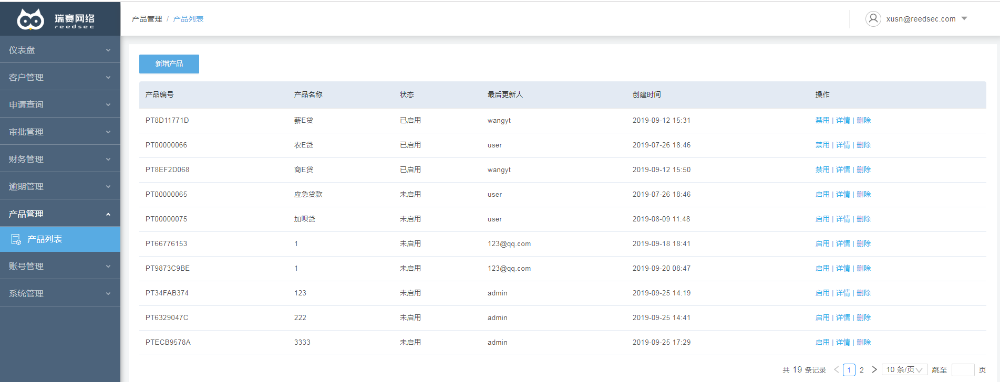 瑞赛网络
reedsec
产品管理 / 产品列表
xusn@reedsec.com
仪表盘
客户管理
申请查询
审批管理
财务管理
逾期管理
产品管理
产品列表
账号管理
系统管理
新增产品
产品编号 产品名称 状态 最后更新人 创建时间 操作
PT8D11771D 薪E贷 已启用 wangyt 2019-09-12 15:31 禁用 | 详情 | 删除
PT00000066 农E贷 已启用 user 2019-07-26 18:46 禁用 | 详情 | 删除
PT8EF2D068 商E贷 已启用 wangyt 2019-09-12 15:50 禁用 | 详情 | 删除
PT00000065 应急贷款 未启用 user 2019-07-26 18:46 启用 | 详情 | 删除
PT00000075 加呗贷 未启用 user 2019-08-09 11:48 启用 | 详情 | 删除
PT66776153 1 未启用 123@qq.com 2019-09-18 18:41 启用 | 详情 | 删除
PT9873C9BE 1 未启用 123@qq.com 2019-09-20 08:47 启用 | 详情 | 删除
PT34FAB374 123 未启用 admin 2019-09-25 14:19 启用 | 详情 | 删除
PT6329047C 222 未启用 admin 2019-09-25 14:41 启用 | 详情 | 删除
PTECB9578A 3333 未启用 admin 2019-09-25 17:29 启用 | 详情 | 删除
共 19 条记录 1 2 10 条/页 跳至 页